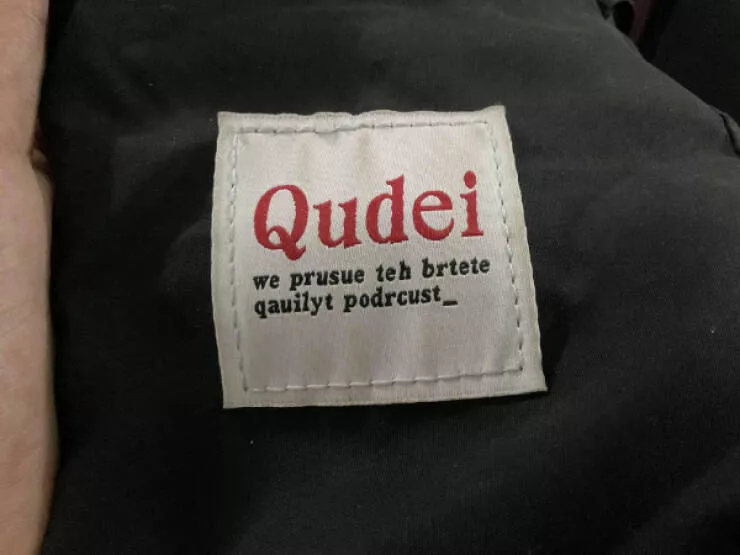 Qudei
we prusue teh brtete
qauilyt podrcust_